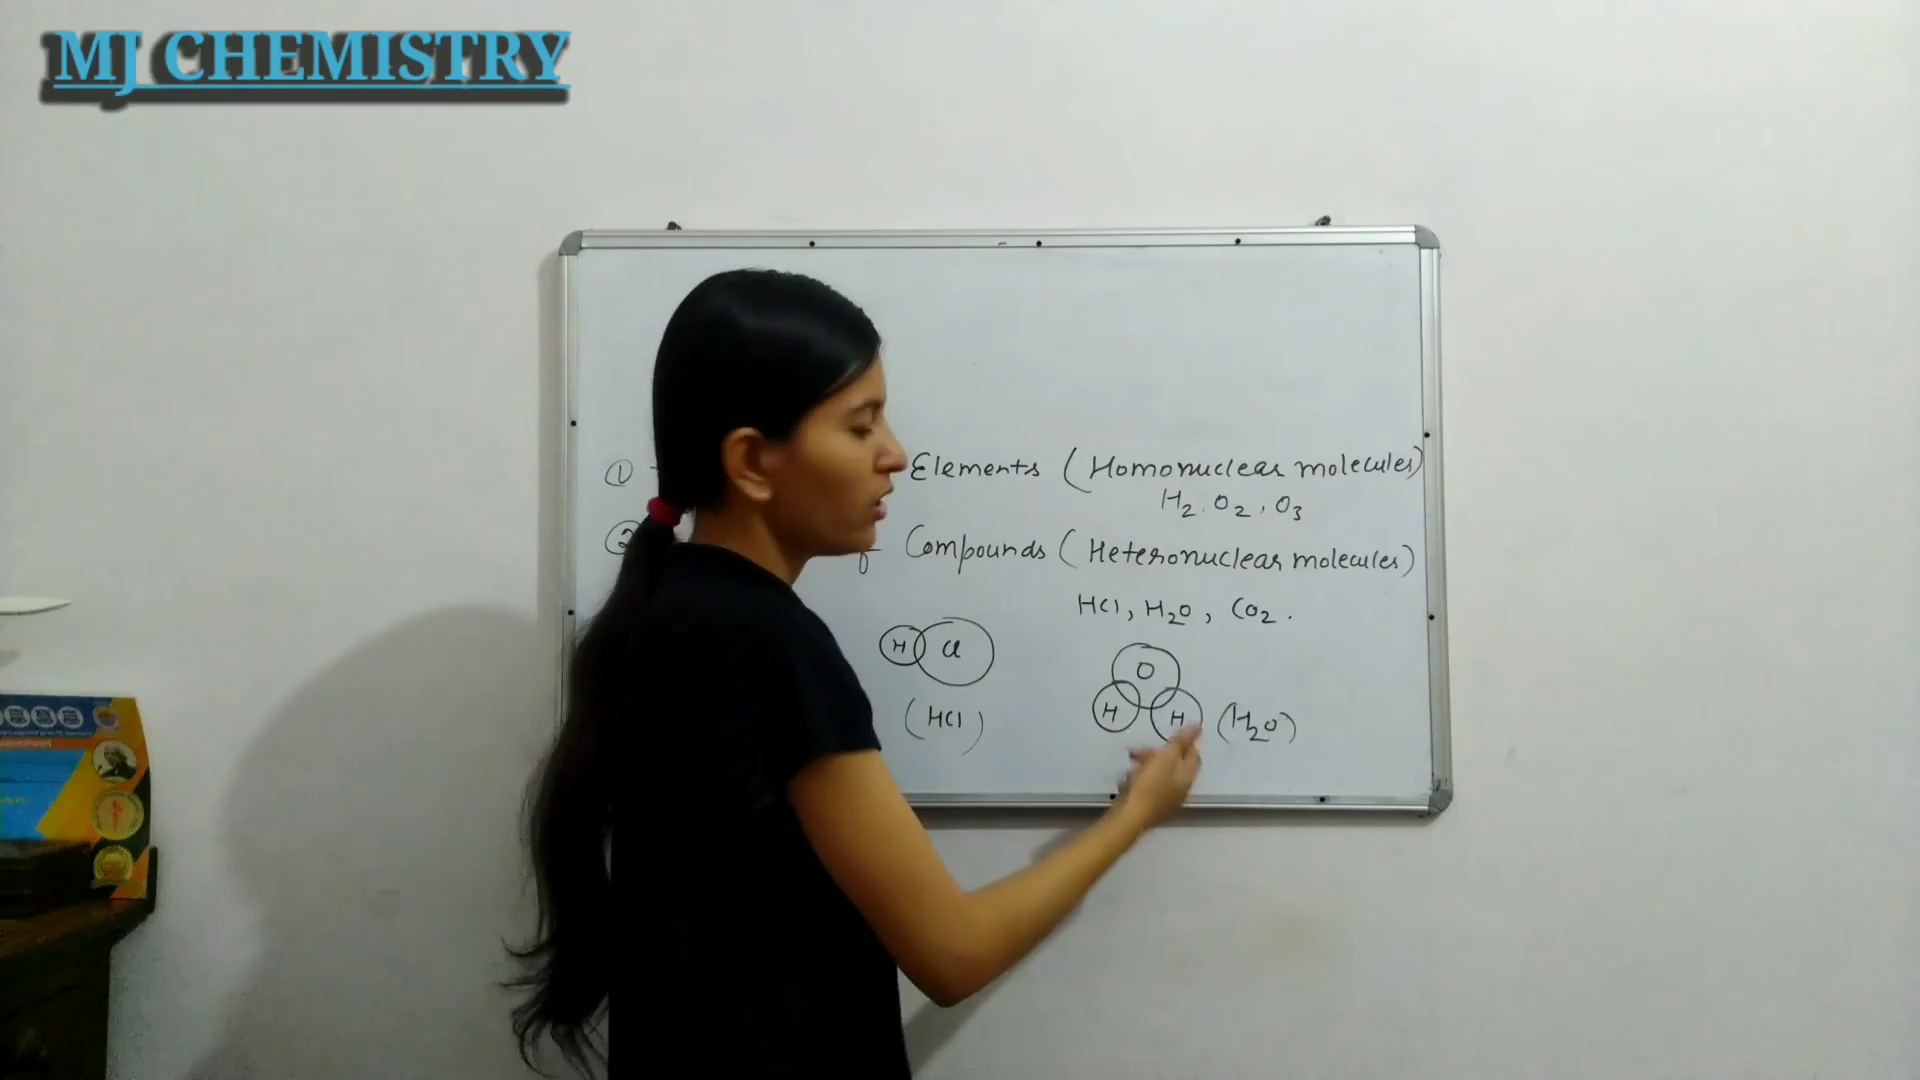 MJ CHEMISTRY
① Elements (Homonuclear molecules)
H₂, O₂, O₃
② Compounds (Heteronuclear molecules)
HCl, H₂O, CO₂.
H Cl
O
H H
(HCl) (H₂O)